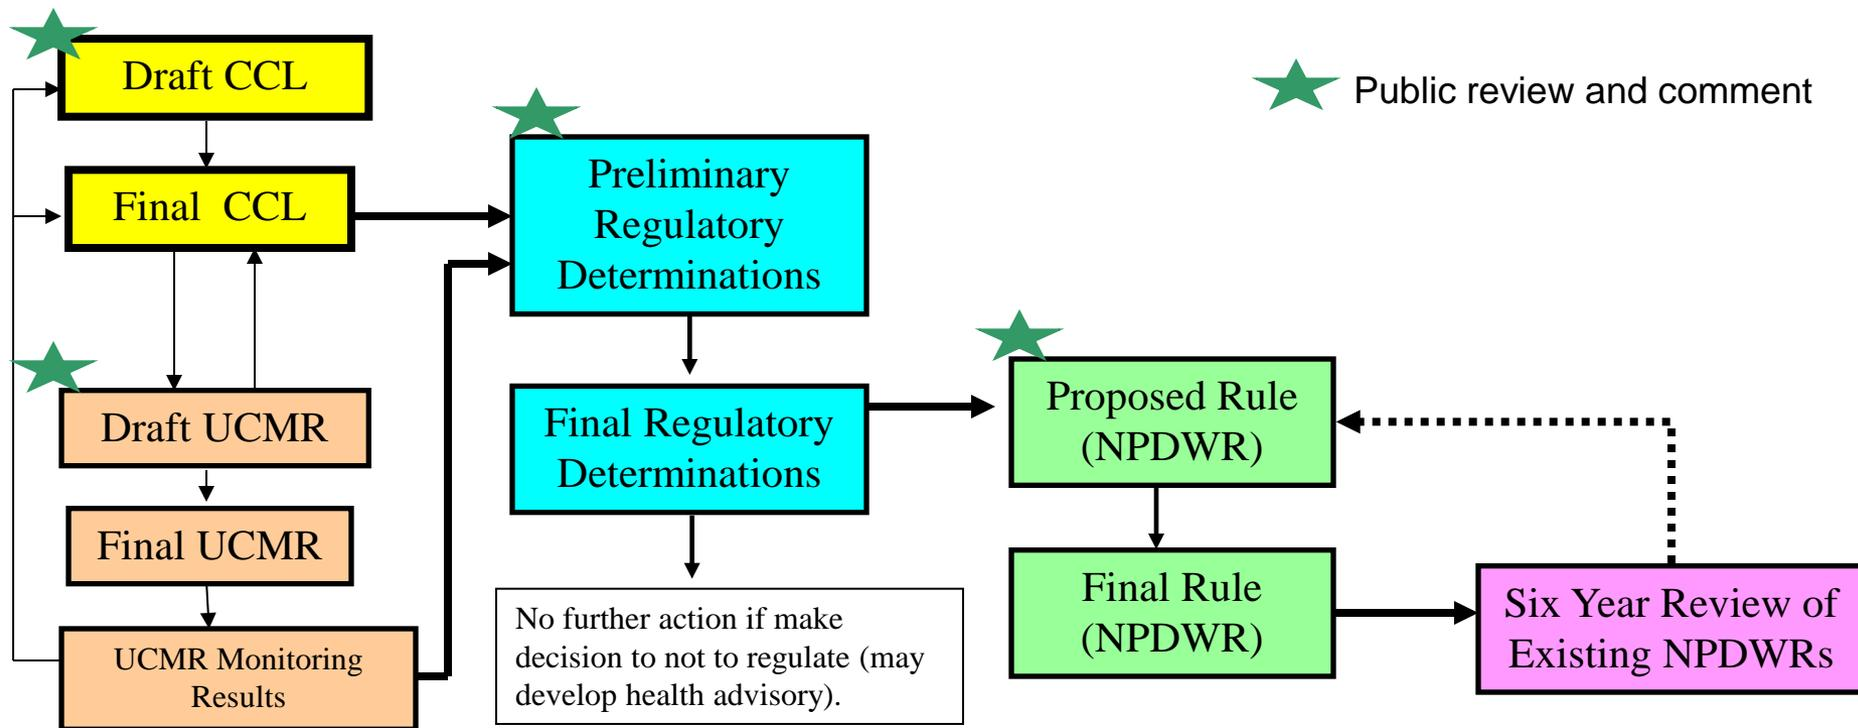 Draft CCL
Final CCL
Draft UCMR
Final UCMR
UCMR Monitoring
Results
Preliminary
Regulatory
Determinations
Final Regulatory
Determinations
No further action if make
decision to not to regulate (may
develop health advisory).
Public review and comment
Proposed Rule
(NPDWR)
Final Rule
(NPDWR)
Six Year Review of
Existing NPDWRs